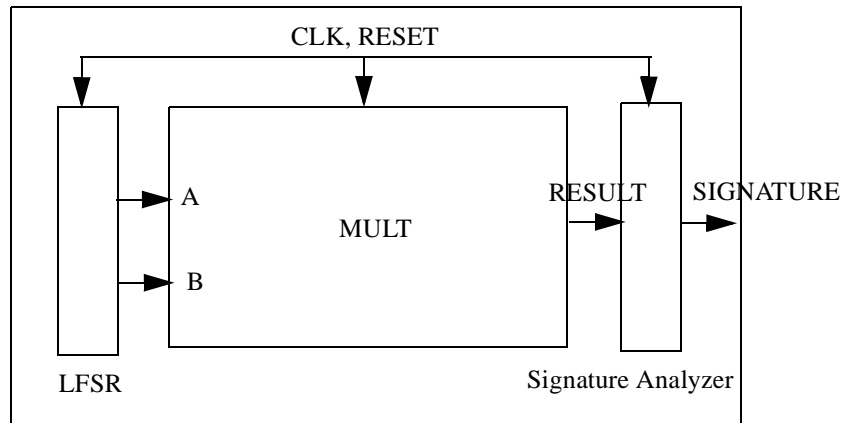 CLK, RESET
A
RESULT
SIGNATURE
MULT
B
LFSR
Signature Analyzer